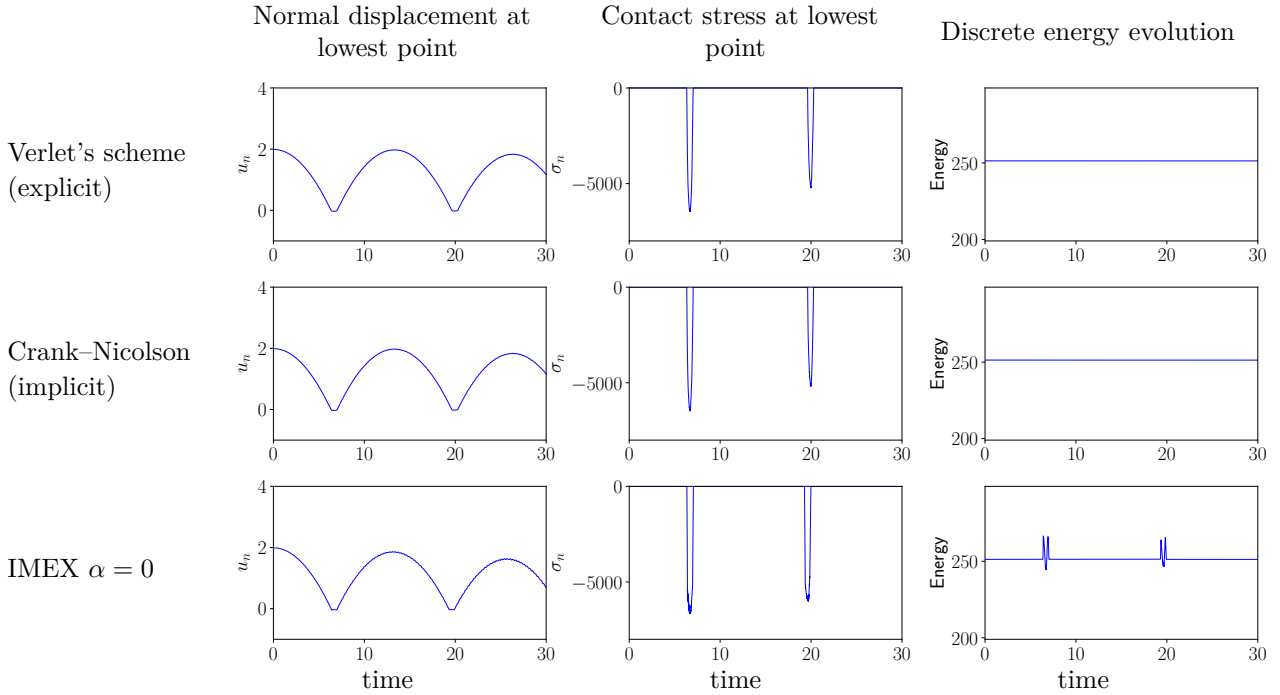 Normal displacement at
lowest point
Contact stress at lowest
point
Discrete energy evolution
Verlet's scheme
(explicit)
4
2
0
u_n
0 10 20 30
0
−5000
σ_n
0 10 20 30
250
200
Energy
0 10 20 30
Crank–Nicolson
(implicit)
4
2
0
u_n
0 10 20 30
0
−5000
σ_n
0 10 20 30
250
200
Energy
0 10 20 30
IMEX α = 0
4
2
0
u_n
0 10 20 30
time
0
−5000
σ_n
0 10 20 30
time
250
200
Energy
0 10 20 30
time